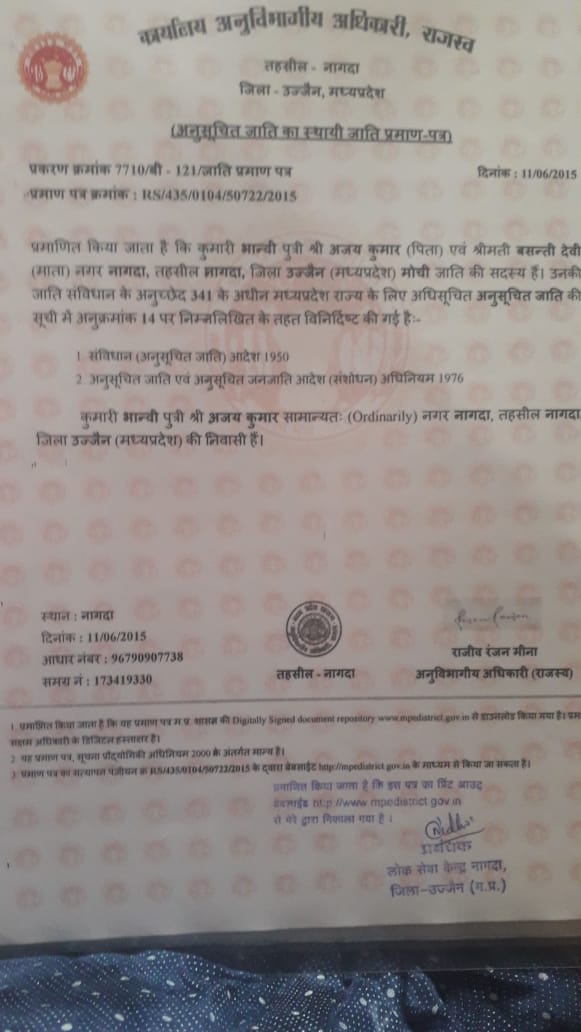 कार्यालय अनुविभागीय अधिकारी, राजस्व
तहसील - नागदा
जिला - उज्जैन, मध्यप्रदेश
(अनुसूचित जाति का स्थायी जाति प्रमाण-पत्र)
प्रकरण क्रमांक 7710/बी - 121/जाति प्रमाण पत्र
दिनांक : 11/06/2015
प्रमाण पत्र क्रमांक : RS/435/0104/50722/2015
प्रमाणित किया जाता है कि कुमारी भान्वी पुत्री श्री अजय कुमार (पिता) एवं श्रीमती बसन्ती देवी
(माता) नगर नागदा, तहसील नागदा, जिला उज्जैन (मध्यप्रदेश) मोची जाति की सदस्य हैं। उनकी
जाति संविधान के अनुच्छेद 341 के अधीन मध्यप्रदेश राज्य के लिए अधिसूचित अनुसूचित जाति की
सूची में अनुक्रमांक 14 पर निम्नलिखित के तहत विनिर्दिष्ट की गई है:-
1 संविधान (अनुसूचित जाति) आदेश 1950
2 अनुसूचित जाति एवं अनुसूचित जनजाति आदेश (संशोधन) अधिनियम 1976
कुमारी भान्वी पुत्री श्री अजय कुमार सामान्यतः (Ordinarily) नगर नागदा, तहसील नागदा
जिला उज्जैन (मध्यप्रदेश) की निवासी हैं।
स्थान : नागदा
दिनांक : 11/06/2015
आधार नंबर : 96790907738
समग्र नं : 173419330
तहसील - नागदा
राजीव रंजन मीना
अनुविभागीय अधिकारी (राजस्व)
1 प्रमाणित किया जाता है कि यह प्रमाण पत्र म प्र. शासन की Digitally Signed document repository www.mpedistrict.gov.in से डाउनलोड किया गया है।
सक्षम अधिकारी के डिजिटल हस्ताक्षर है।
2 यह प्रमाण पत्र, सूचना प्रौद्योगिकी अधिनियम 2000 के अंतर्गत मान्य है।
3 प्रमाण पत्र का सत्यापन पंजीयन क्र RS/435/0104/50722/2015 के द्वारा वेबसाईट http://mpedistrict.gov.in के माध्यम से किया जा सकता है।
प्रमाणित किया जाता है कि इस पत्र का प्रिंट आउट
वेबसाईड http://www mpedistrict gov.in
से मेरे द्वारा निकाला गया है ।
Nidhi
लोक सेवा केन्द्र नागदा,
जिला-उज्जैन (म.प्र.)